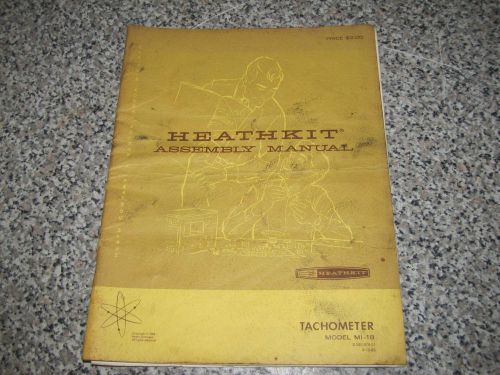 PRICE $2.00
HEATHKIT®
ASSEMBLY MANUAL
HEATHKIT
TACHOMETER
MODEL MI-18